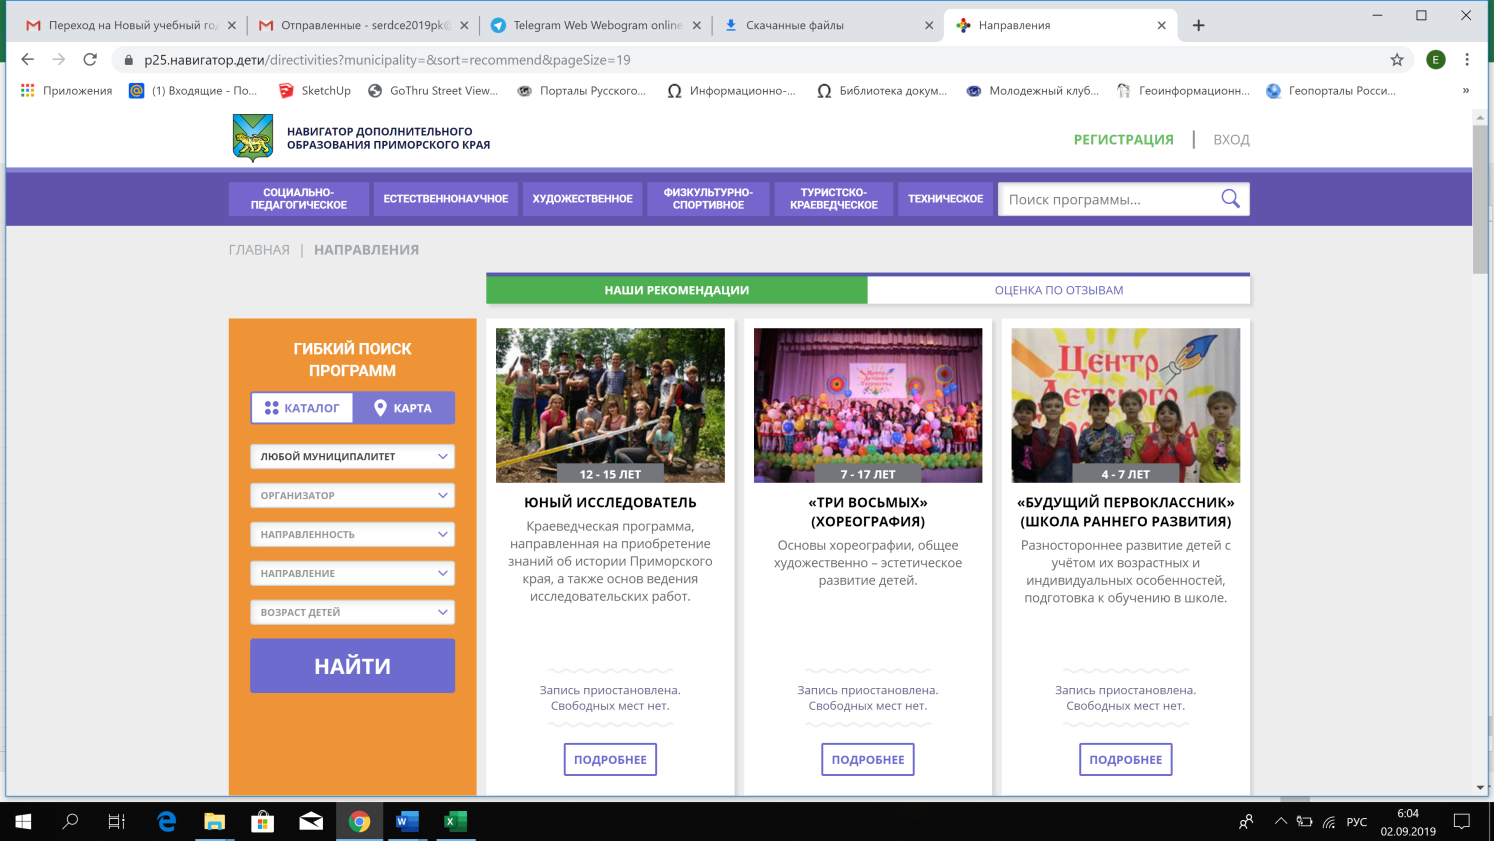 Переход на Новый учебный го
Отправленные - serdce2019pk@
Telegram Web Webogram online
Скачанные файлы
Направления
p25.навигатор.дети/directivities?municipality=&sort=recommend&pageSize=19
E
Приложения
(1) Входящие - По...
SketchUp
GoThru Street View...
Порталы Русского...
Информационно-...
Библиотека докум...
Молодежный клуб...
Геоинформационн...
Геопорталы Росси...
»
НАВИГАТОР ДОПОЛНИТЕЛЬНОГО
ОБРАЗОВАНИЯ ПРИМОРСКОГО КРАЯ
РЕГИСТРАЦИЯ | ВХОД
СОЦИАЛЬНО-
ПЕДАГОГИЧЕСКОЕ
ЕСТЕСТВЕННОНАУЧНОЕ
ХУДОЖЕСТВЕННОЕ
ФИЗКУЛЬТУРНО-
СПОРТИВНОЕ
ТУРИСТСКО-
КРАЕВЕДЧЕСКОЕ
ТЕХНИЧЕСКОЕ
Поиск программы...
ГЛАВНАЯ | НАПРАВЛЕНИЯ
НАШИ РЕКОМЕНДАЦИИ
ОЦЕНКА ПО ОТЗЫВАМ
ГИБКИЙ ПОИСК
ПРОГРАММ
КАТАЛОГ
КАРТА
ЛЮБОЙ МУНИЦИПАЛИТЕТ
ОРГАНИЗАТОР
НАПРАВЛЕННОСТЬ
НАПРАВЛЕНИЕ
ВОЗРАСТ ДЕТЕЙ
НАЙТИ
12 - 15 ЛЕТ
ЮНЫЙ ИССЛЕДОВАТЕЛЬ
Краеведческая программа,
направленная на приобретение
знаний об истории Приморского
края, а также основ ведения
исследовательских работ.
Запись приостановлена.
Свободных мест нет.
ПОДРОБНЕЕ
Центр
Детского
Творчества
7 - 17 ЛЕТ
«ТРИ ВОСЬМЫХ»
(ХОРЕОГРАФИЯ)
Основы хореографии, общее
художественно – эстетическое
развитие детей.
Запись приостановлена.
Свободных мест нет.
ПОДРОБНЕЕ
Центр
Детского
4 - 7 ЛЕТ
«БУДУЩИЙ ПЕРВОКЛАССНИК»
(ШКОЛА РАННЕГО РАЗВИТИЯ)
Разностороннее развитие детей с
учётом их возрастных и
индивидуальных особенностей,
подготовка к обучению в школе.
Запись приостановлена.
Свободных мест нет.
ПОДРОБНЕЕ
РУС
6:04
02.09.2019